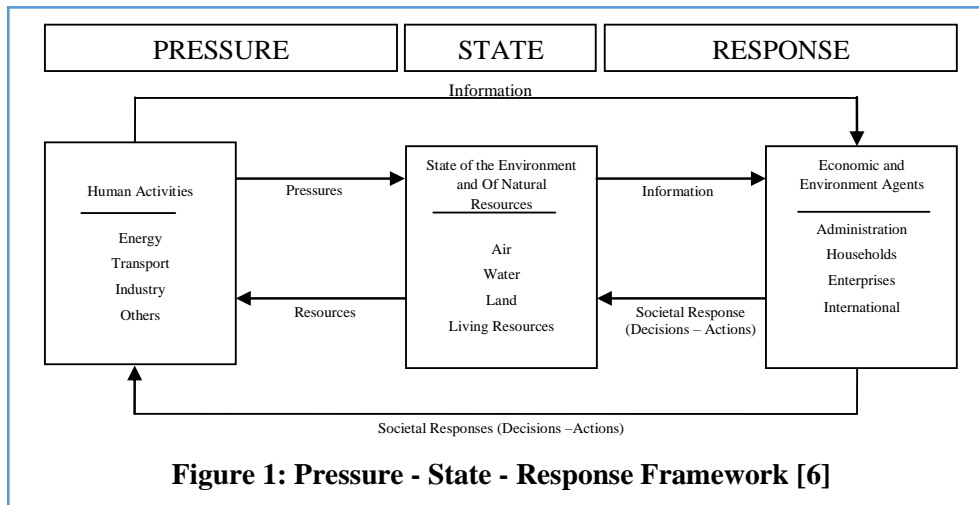 PRESSURE
STATE
RESPONSE
Information
Human Activities
Energy
Transport
Industry
Others
Pressures
Resources
State of the Environment
and Of Natural
Resources
Air
Water
Land
Living Resources
Information
Societal Response
(Decisions – Actions)
Economic and
Environment Agents
Administration
Households
Enterprises
International
Societal Responses (Decisions –Actions)
Figure 1: Pressure - State - Response Framework [6]